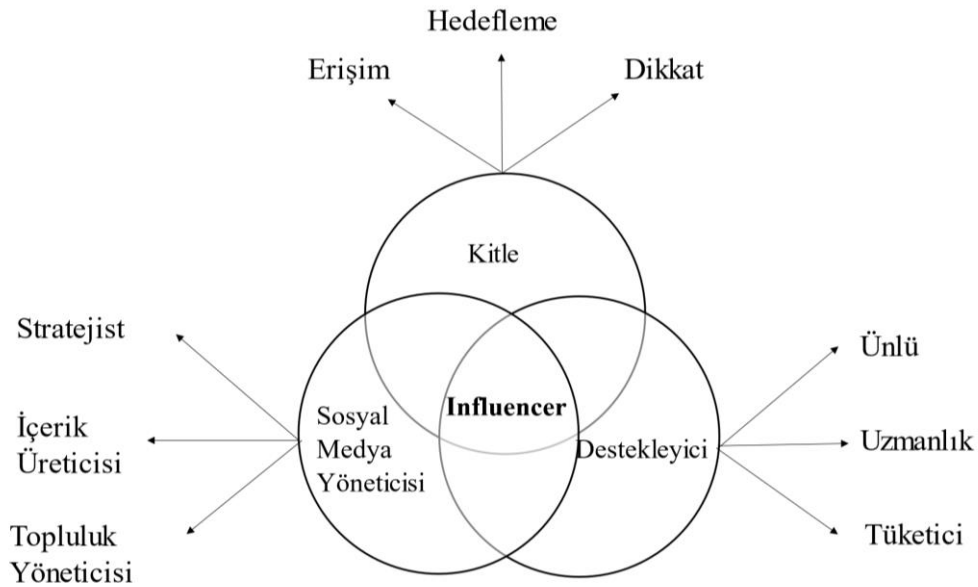 Hedefleme
Erişim
Dikkat
Kitle
Stratejist
Ünlü
Influencer
Sosyal
Medya
Yöneticisi
Destekleyici
İçerik
Üreticisi
Uzmanlık
Topluluk
Yöneticisi
Tüketici